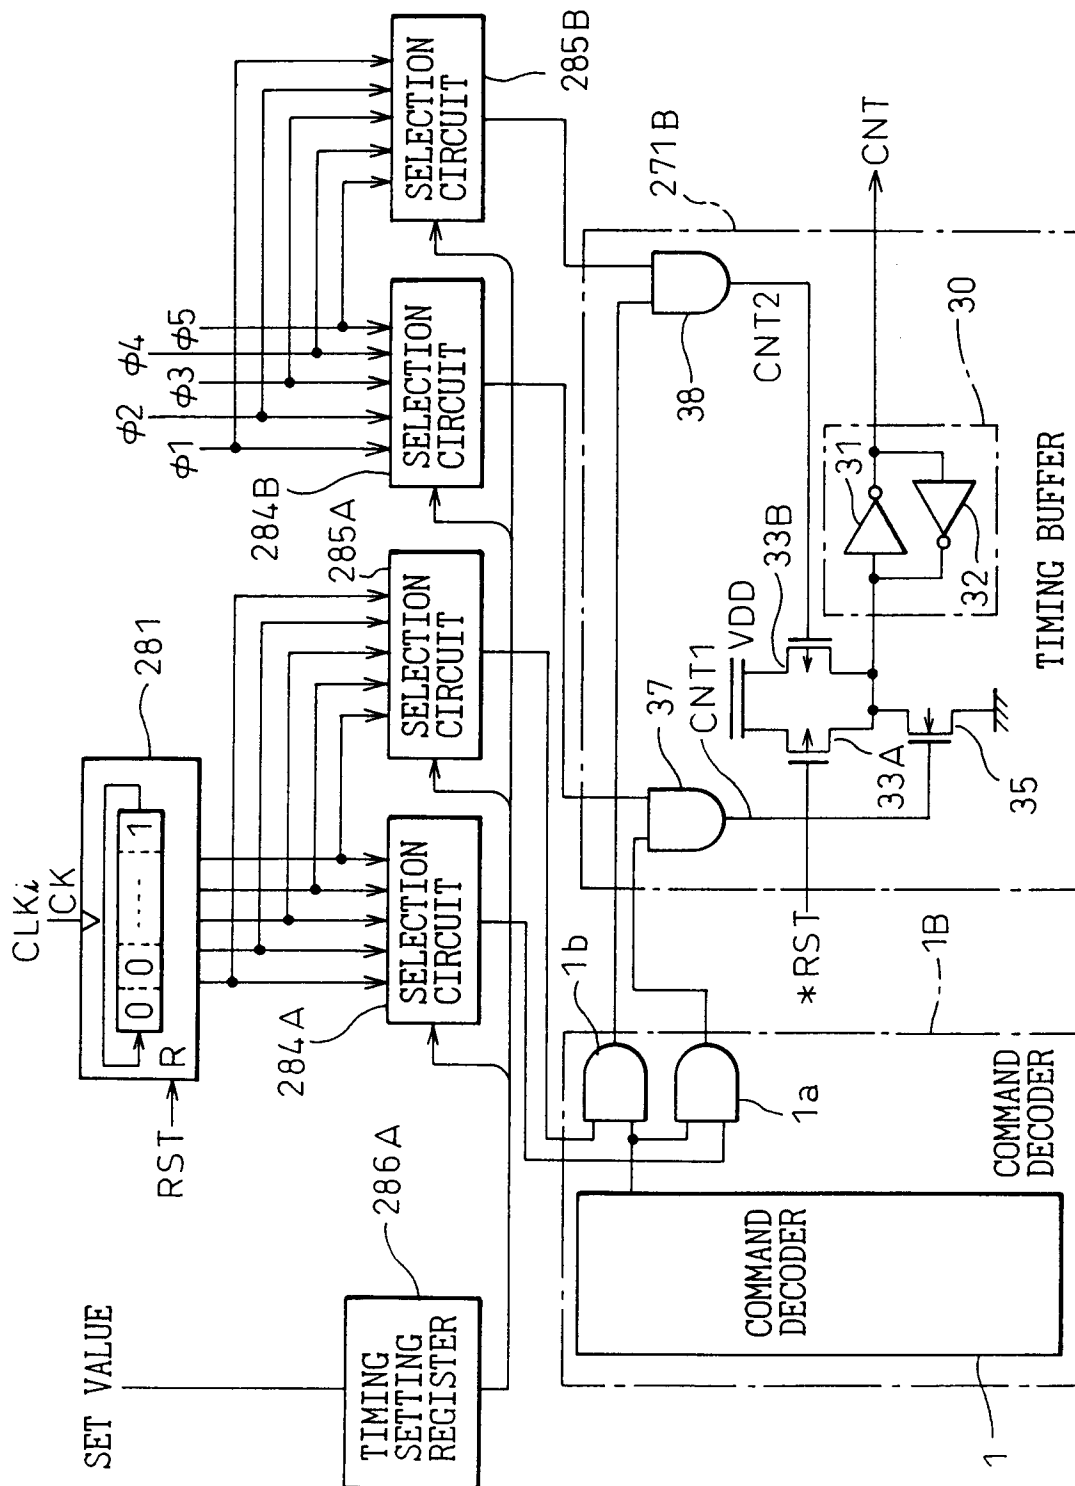 SET VALUE
TIMING
SETTING
REGISTER
286A
RST
CLKi
CK
R
0 0 ---- 1
281
284A
SELECTION
CIRCUIT
285A
SELECTION
CIRCUIT
284B
SELECTION
CIRCUIT
φ1
φ2
φ3
φ4
φ5
SELECTION
CIRCUIT
285B
1
COMMAND
DECODER
COMMAND
DECODER
1B
1b
1a
*RST
37
CNT1
VDD
33A
33B
35
38
CNT2
31
32
30
271B
CNT
TIMING BUFFER